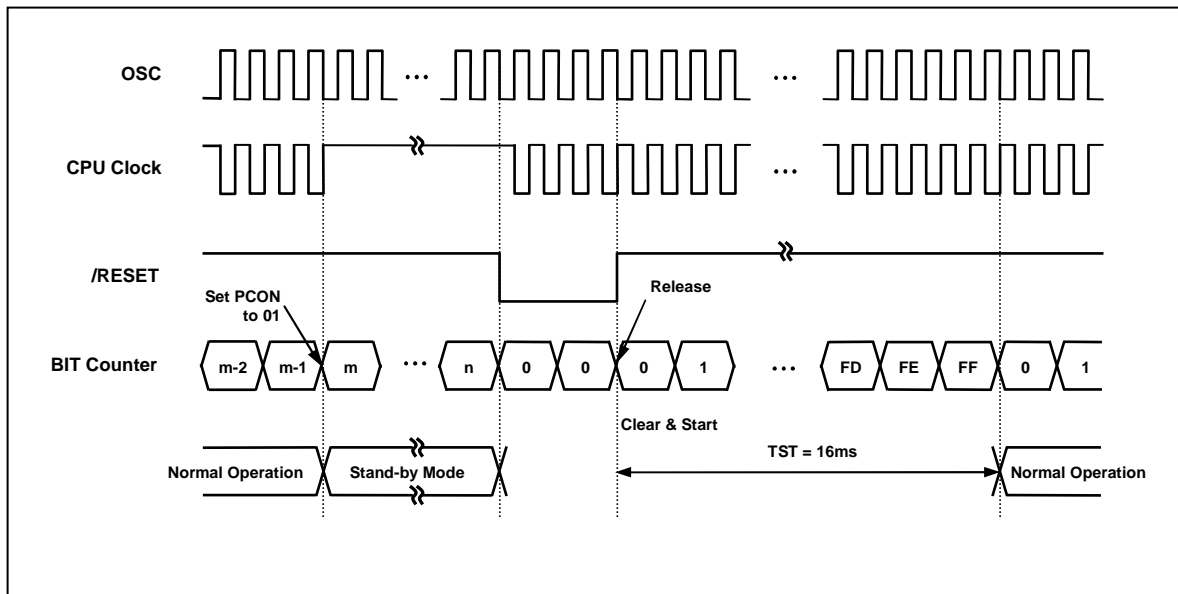 OSC
...
...
CPU Clock
...
/RESET
Set PCON
to 01
Release
BIT Counter
m-2 m-1 m ... n 0 0 0 1 ... FD FE FF 0 1
Clear & Start
Normal Operation
Stand-by Mode
TST = 16ms
Normal Operation